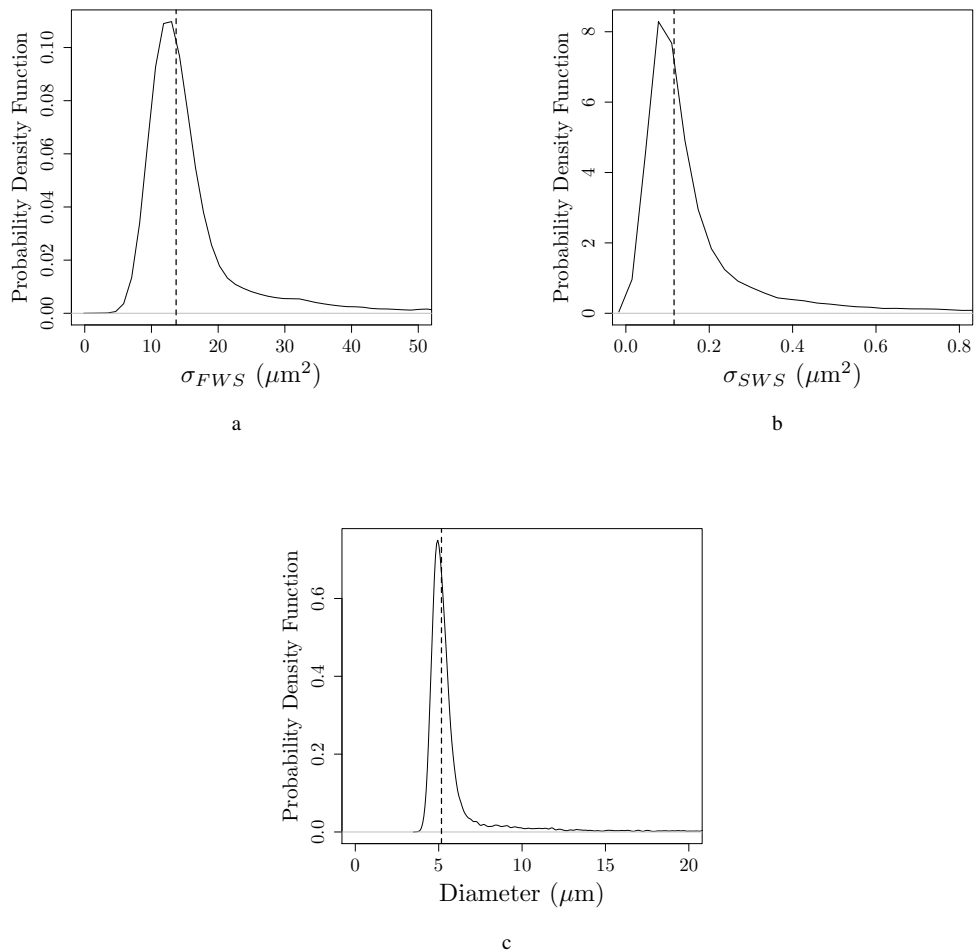 Probability Density Function
0.00 0.02 0.04 0.06 0.08 0.10
0 10 20 30 40 50
σ_FWS (μm²)
a
Probability Density Function
0 2 4 6 8
0.0 0.2 0.4 0.6 0.8
σ_SWS (μm²)
b
Probability Density Function
0.0 0.2 0.4 0.6
0 5 10 15 20
Diameter (μm)
c